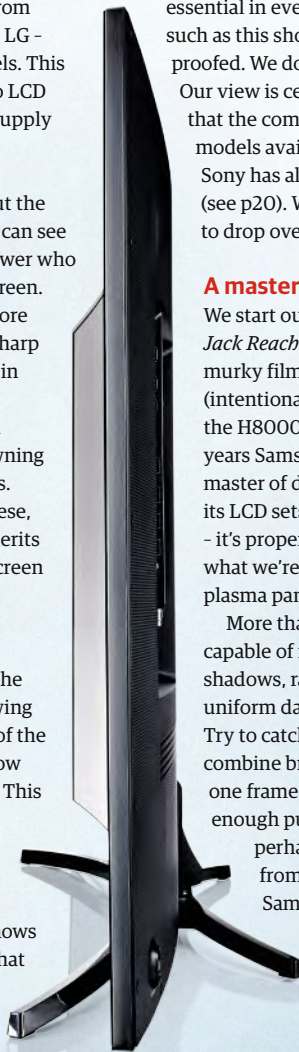 from
LG –
els. This
o LCD
upply
ut the
can see
wer who
creen.
ore
harp
in
wning
s.
ese,
erits
creen
he
ving
of the
ow
This
nows
hat
essential in eve
such as this sho
proofed. We do
Our view is ce
that the com
models avai
Sony has al
(see p20). W
to drop ove
A master
We start ou
Jack Reach
murky film
(intentiona
the H8000
years Sams
master of d
its LCD sets
– it's proper
what we're
plasma pan
More tha
capable of
shadows, ra
uniform da
Try to catch
combine br
one frame
enough pu
perha
from
Sam